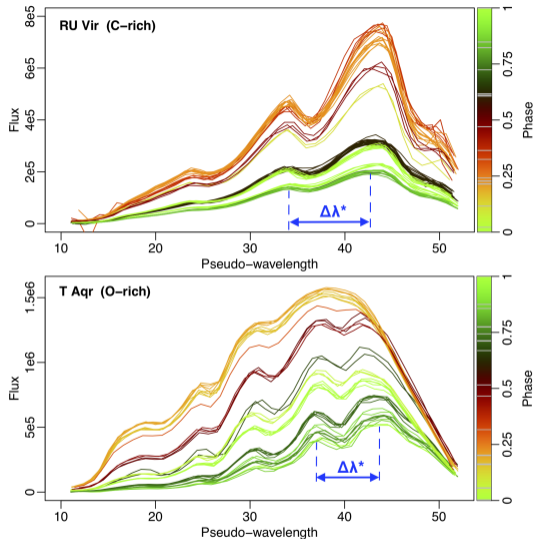 RU Vir (C-rich)
8e5
6e5
4e5
2e5
0
Flux
Δλ*
10 20 30 40 50
Pseudo-wavelength
1
0.75
0.5
0.25
0
Phase
T Aqr (O-rich)
1.5e6
1e6
5e5
0
Flux
Δλ*
10 20 30 40 50
Pseudo-wavelength
1
0.75
0.5
0.25
0
Phase